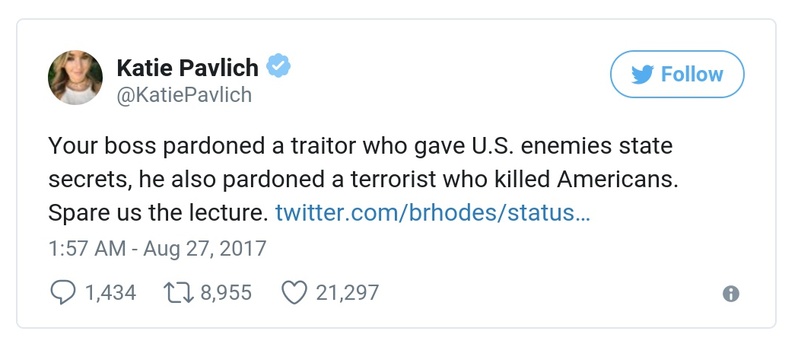 Katie Pavlich
@KatiePavlich
Follow
Your boss pardoned a traitor who gave U.S. enemies state
secrets, he also pardoned a terrorist who killed Americans.
Spare us the lecture. twitter.com/brhodes/status…
1:57 AM - Aug 27, 2017
1,434 8,955 21,297